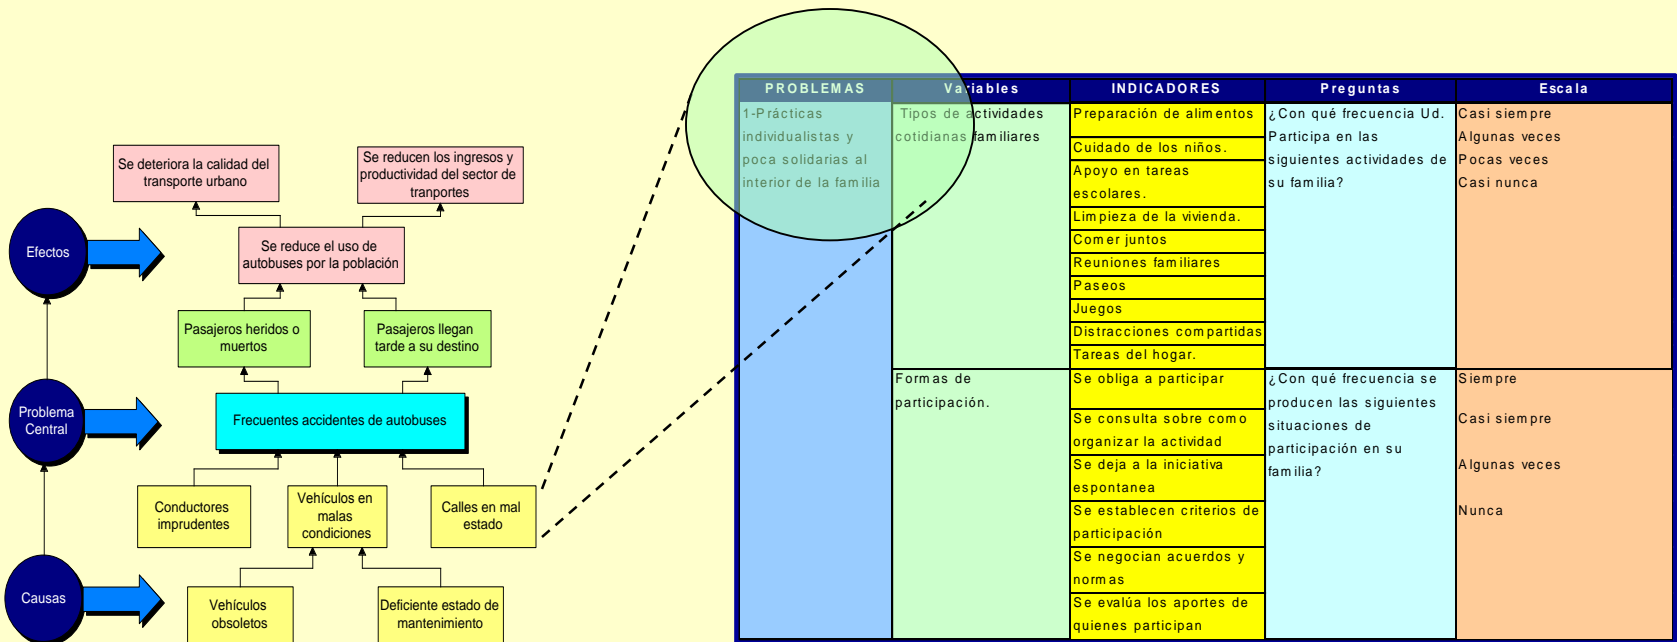 Se deteriora la calidad del
transporte urbano
Se reducen los ingresos y
productividad del sector de
tranportes
Efectos
Se reduce el uso de
autobuses por la población
Pasajeros heridos o
muertos
Pasajeros llegan
tarde a su destino
Problema
Central
Frecuentes accidentes de autobuses
Conductores
imprudentes
Vehículos en
malas
condiciones
Calles en mal
estado
Causas
Vehículos
obsoletos
Deficiente estado de
mantenimiento
PROBLEMAS
Variables
INDICADORES
Preguntas
Escala
1-Prácticas
individualistas y
poca solidarias al
interior de la familia
Tipos de actividades
cotidianas familiares
Preparación de alimentos
Cuidado de los niños.
Apoyo en tareas
escolares.
Limpieza de la vivienda.
Comer juntos
Reuniones familiares
Paseos
Juegos
Distracciones compartidas
Tareas del hogar.
¿Con qué frecuencia Ud.
Participa en las
siguientes actividades de
su familia?
Casi siempre
Algunas veces
Pocas veces
Casi nunca
Formas de
participación.
Se obliga a participar
Se consulta sobre como
organizar la actividad
Se deja a la iniciativa
espontanea
Se establecen criterios de
participación
Se negocian acuerdos y
normas
Se evalúa los aportes de
quienes participan
¿Con qué frecuencia se
producen las siguientes
situaciones de
participación en su
familia?
Siempre
Casi siempre
Algunas veces
Nunca